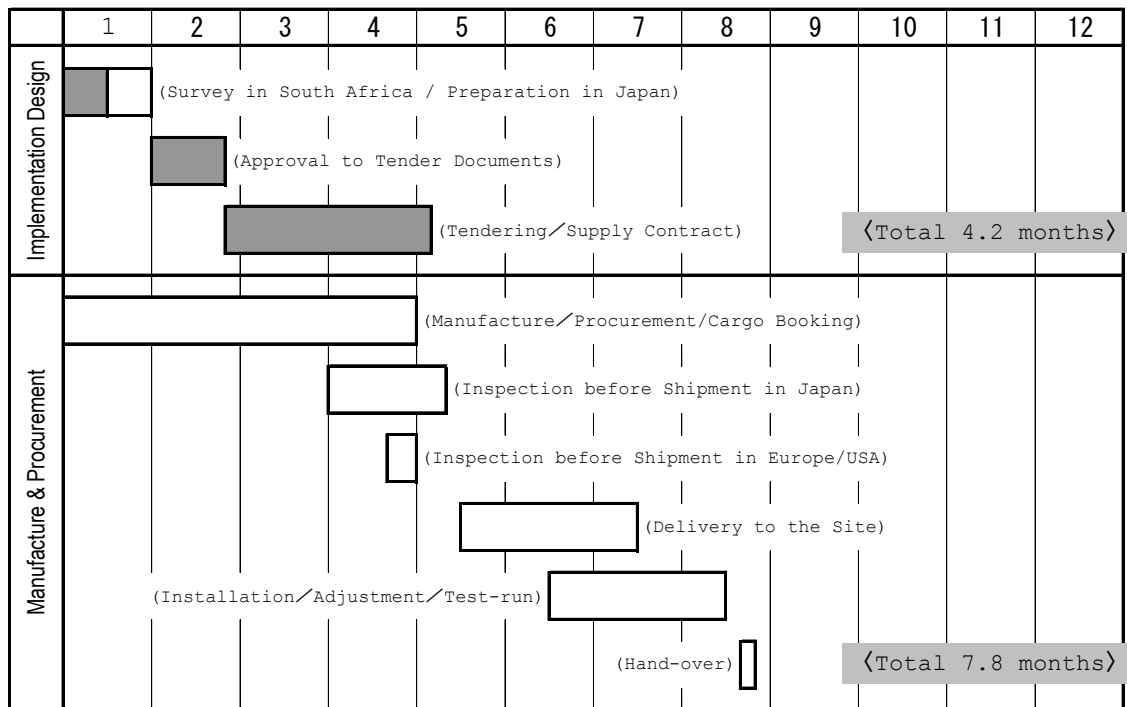 1 2 3 4 5 6 7 8 9 10 11 12
Implementation Design
(Survey in South Africa / Preparation in Japan)
(Approval to Tender Documents)
(Tendering／Supply Contract)
〈Total 4.2 months〉
Manufacture & Procurement
(Manufacture／Procurement/Cargo Booking)
(Inspection before Shipment in Japan)
(Inspection before Shipment in Europe/USA)
(Delivery to the Site)
(Installation／Adjustment／Test-run)
(Hand-over)
〈Total 7.8 months〉